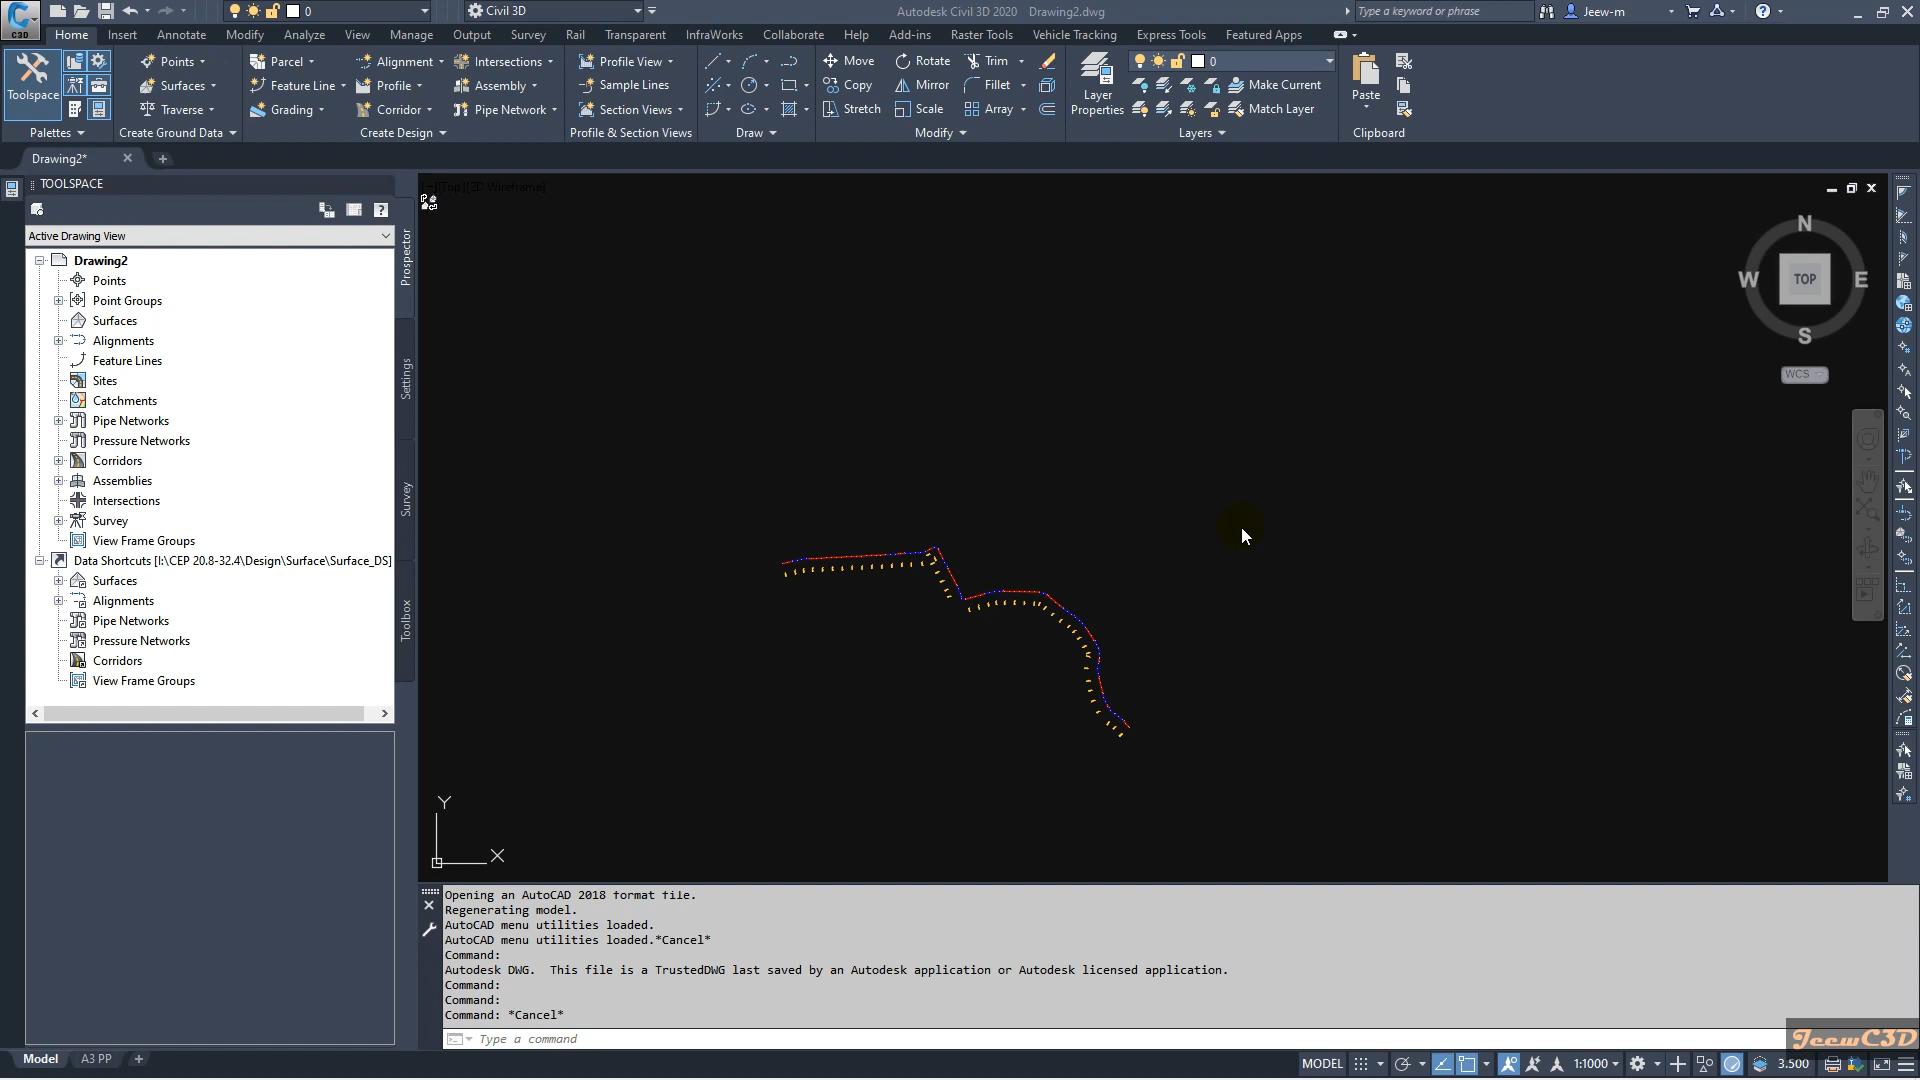 C3D
0
Civil 3D
Autodesk Civil 3D 2020 Drawing2.dwg
Type a keyword or phrase
Jeew-m
Home Insert Annotate Modify Analyze View Manage Output Survey Rail Transparent InfraWorks Collaborate Help Add-ins Raster Tools Vehicle Tracking Express Tools Featured Apps
Toolspace
Palettes
Points
Surfaces
Traverse
Create Ground Data
Parcel
Feature Line
Grading
Alignment
Profile
Corridor
Intersections
Assembly
Pipe Network
Create Design
Profile View
Sample Lines
Section Views
Profile & Section Views
Draw
Move Rotate Trim
Copy Mirror Fillet
Stretch Scale Array
Modify
Layer
Properties
0
Make Current
Match Layer
Layers
Paste
Clipboard
Drawing2*
TOOLSPACE
Active Drawing View
Drawing2
Points
Point Groups
Surfaces
Alignments
Feature Lines
Sites
Catchments
Pipe Networks
Pressure Networks
Corridors
Assemblies
Intersections
Survey
View Frame Groups
Data Shortcuts [I:\CEP 20.8-32.4\Design\Surface\Surface_DS]
Surfaces
Alignments
Pipe Networks
Pressure Networks
Corridors
View Frame Groups
Prospector
Settings
Survey
Toolbox
[-][Top][2D Wireframe]
N
W TOP E
S
WCS
Y
X
Opening an AutoCAD 2018 format file.
Regenerating model.
AutoCAD menu utilities loaded.
AutoCAD menu utilities loaded.*Cancel*
Command:
Autodesk DWG.  This file is a TrustedDWG last saved by an Autodesk application or Autodesk licensed application.
Command:
Command:
Command: *Cancel*
Type a command
JeewC3D
Model A3 PP
MODEL 1:1000 3.500